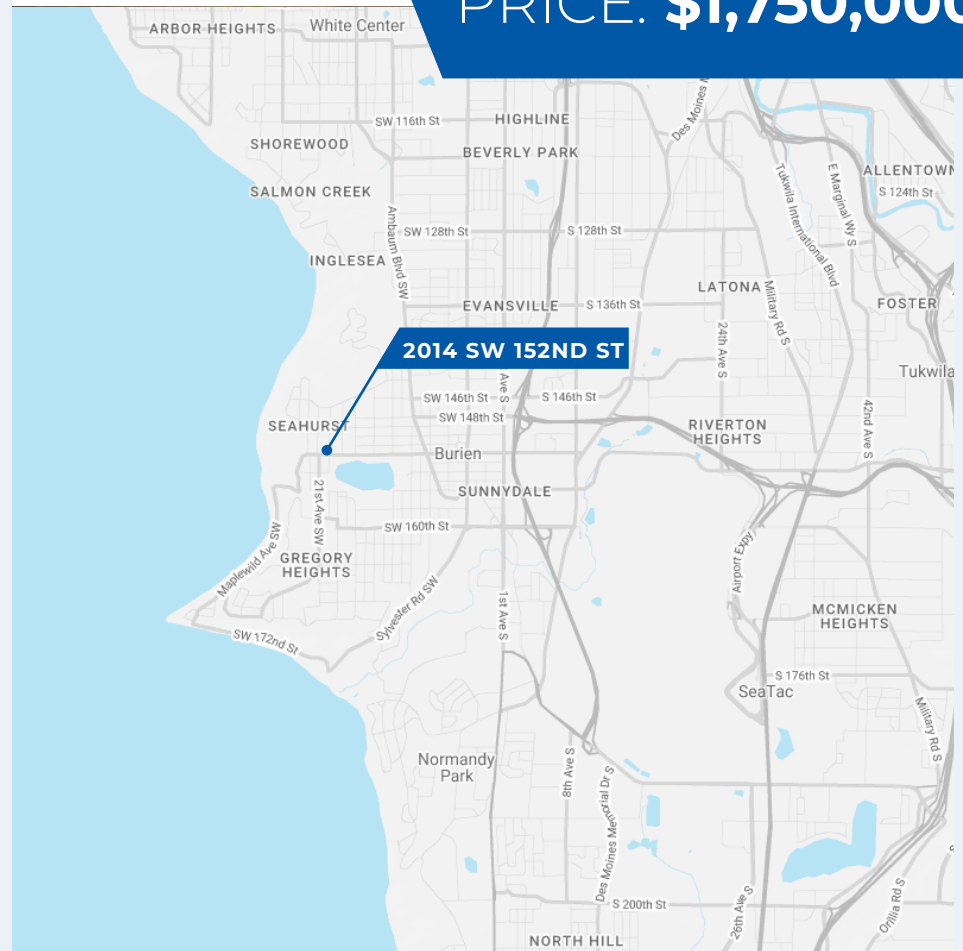 PRICE: $1,750,000
ARBOR HEIGHTS
White Center
SW 116th St
HIGHLINE
Des Moines M
SHOREWOOD
BEVERLY PARK
ALLENTOWN
SALMON CREEK
S 124th St
Tukwila International Blvd
E Marginal Wy S
Ambaum Blvd SW
SW 128th St
S 128th St
INGLESEA
LATONA
Military Rd S
EVANSVILLE
S 136th St
FOSTER
24th Ave S
2014 SW 152ND ST
Tukwila
Ave S
SW 146th St
S 146th St
42nd Ave S
SW 148th St
SEAHURST
RIVERTON
HEIGHTS
Burien
SUNNYDALE
21st Ave SW
SW 160th St
Maplewild Ave SW
GREGORY
HEIGHTS
Airport Expy
Sylvester Rd SW
1st Ave S
MCMICKEN
HEIGHTS
SW 172nd St
S 176th St
SeaTac
Military Rd S
Normandy
Park
8th Ave S
Des Moines Memorial Dr S
S 200th St
26th Ave S
Orillia Rd S
NORTH HILL
S